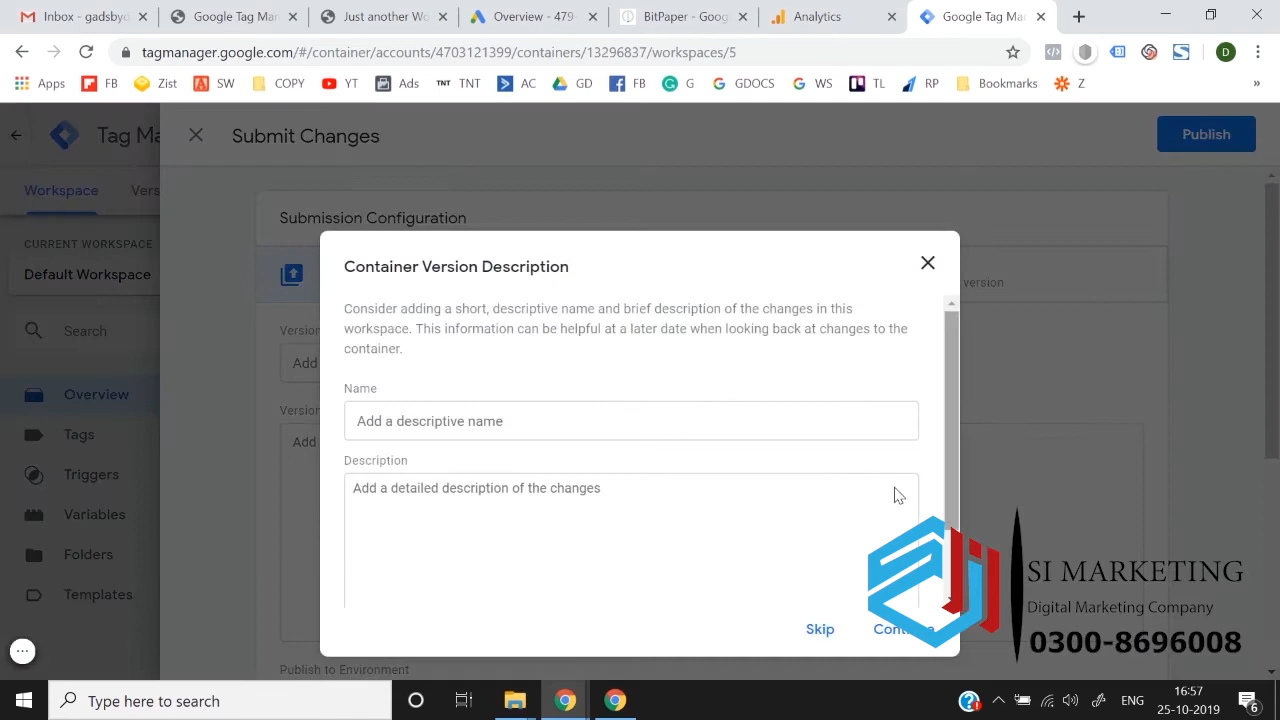 Inbox - gadsbyd
Google Tag Man
Just another Wo
Overview - 479-
BitPaper - Goog
Analytics
Google Tag Man
tagmanager.google.com/#/container/accounts/4703121399/containers/13296837/workspaces/5
D
Apps
FB
Zist
SW
COPY
YT
Ads
TNT
TNT
AC
GD
FB
G
GDOCS
WS
TL
RP
Bookmarks
Z
»
Tag Ma
Submit Changes
Publish
Workspace
Vers
Submission Configuration
CURRENT WORKSPACE
Default Workspace
Container Version Description
version
Consider adding a short, descriptive name and brief description of the changes in this
workspace. This information can be helpful at a later date when looking back at changes to the
container.
Search
Version
Add
Name
Overview
Add a descriptive name
Version
Tags
Add
Description
Triggers
Add a detailed description of the changes
Variables
Folders
Templates
SI MARKETING
Digital Marketing Company
0300-8696008
Skip
Continue
Publish to Environment
Type here to search
ENG
16:57
25-10-2019
6